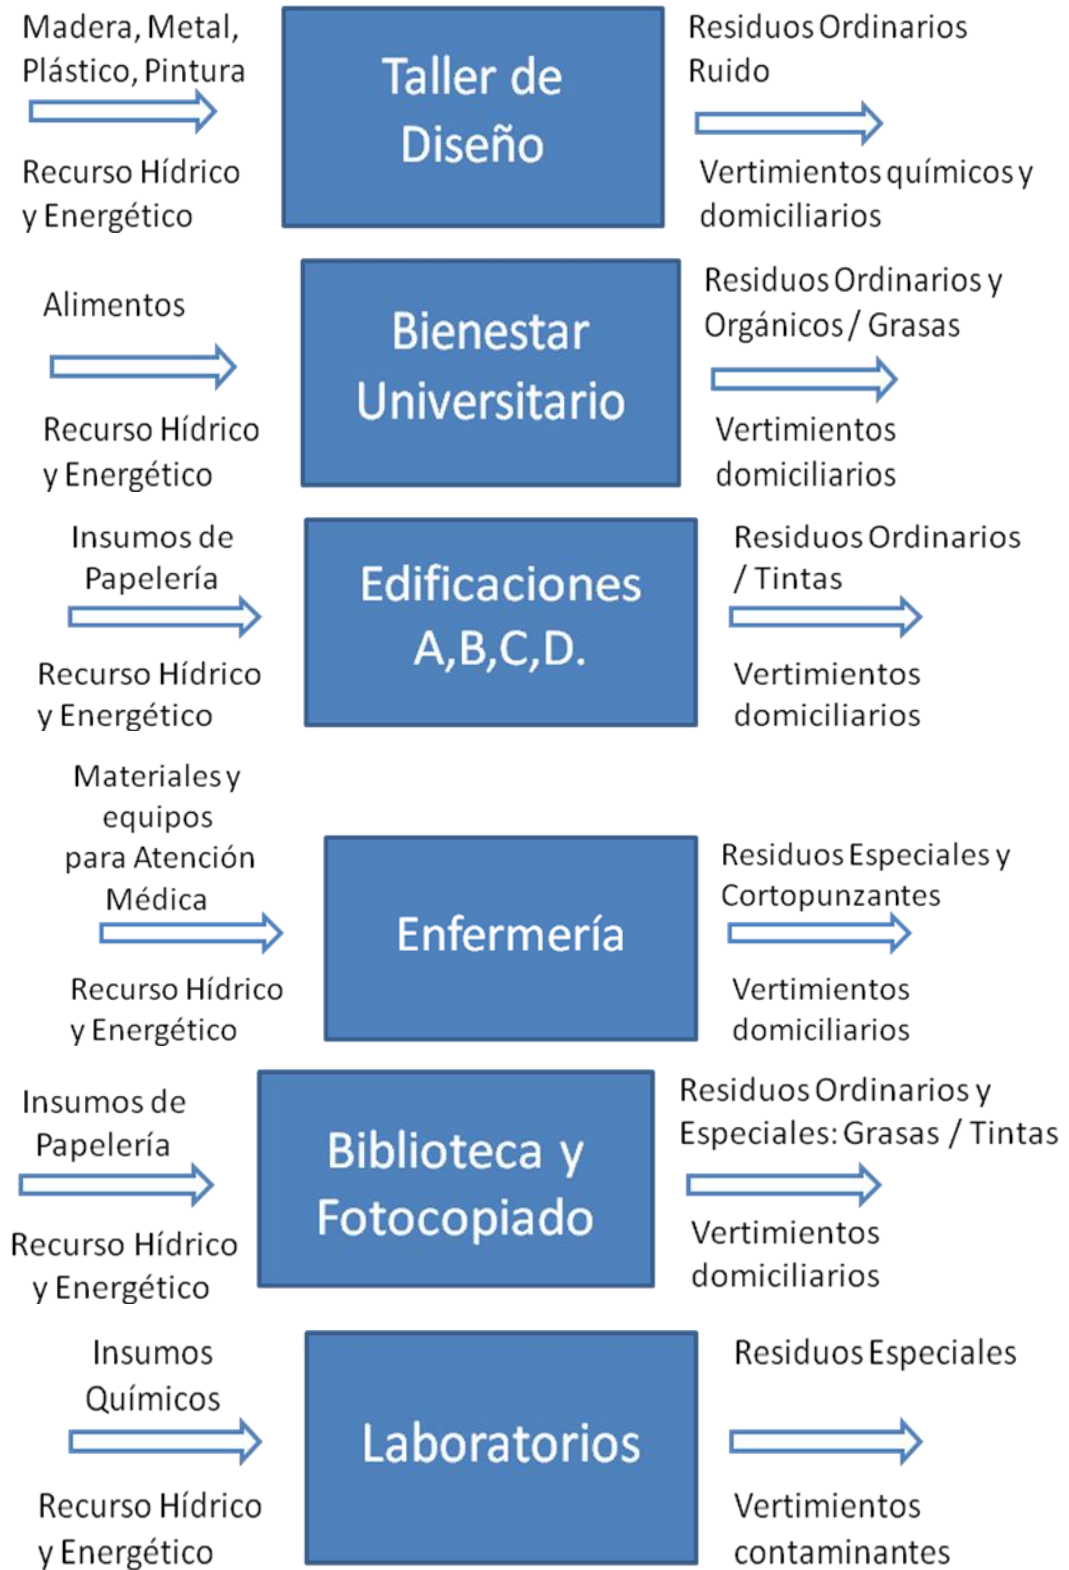 Madera, Metal,
Plástico, Pintura
Recurso Hídrico
y Energético
Taller de
Diseño
Residuos Ordinarios
Ruido
Vertimientos químicos y
domiciliarios
Alimentos
Recurso Hídrico
y Energético
Bienestar
Universitario
Residuos Ordinarios y
Orgánicos / Grasas
Vertimientos
domiciliarios
Insumos de
Papelería
Recurso Hídrico
y Energético
Edificaciones
A,B,C,D.
Residuos Ordinarios
/ Tintas
Vertimientos
domiciliarios
Materiales y
equipos
para Atención
Médica
Recurso Hídrico
y Energético
Enfermería
Residuos Especiales y
Cortopunzantes
Vertimientos
domiciliarios
Insumos de
Papelería
Recurso Hídrico
y Energético
Biblioteca y
Fotocopiado
Residuos Ordinarios y
Especiales: Grasas / Tintas
Vertimientos
domiciliarios
Insumos
Químicos
Recurso Hídrico
y Energético
Laboratorios
Residuos Especiales
Vertimientos
contaminantes